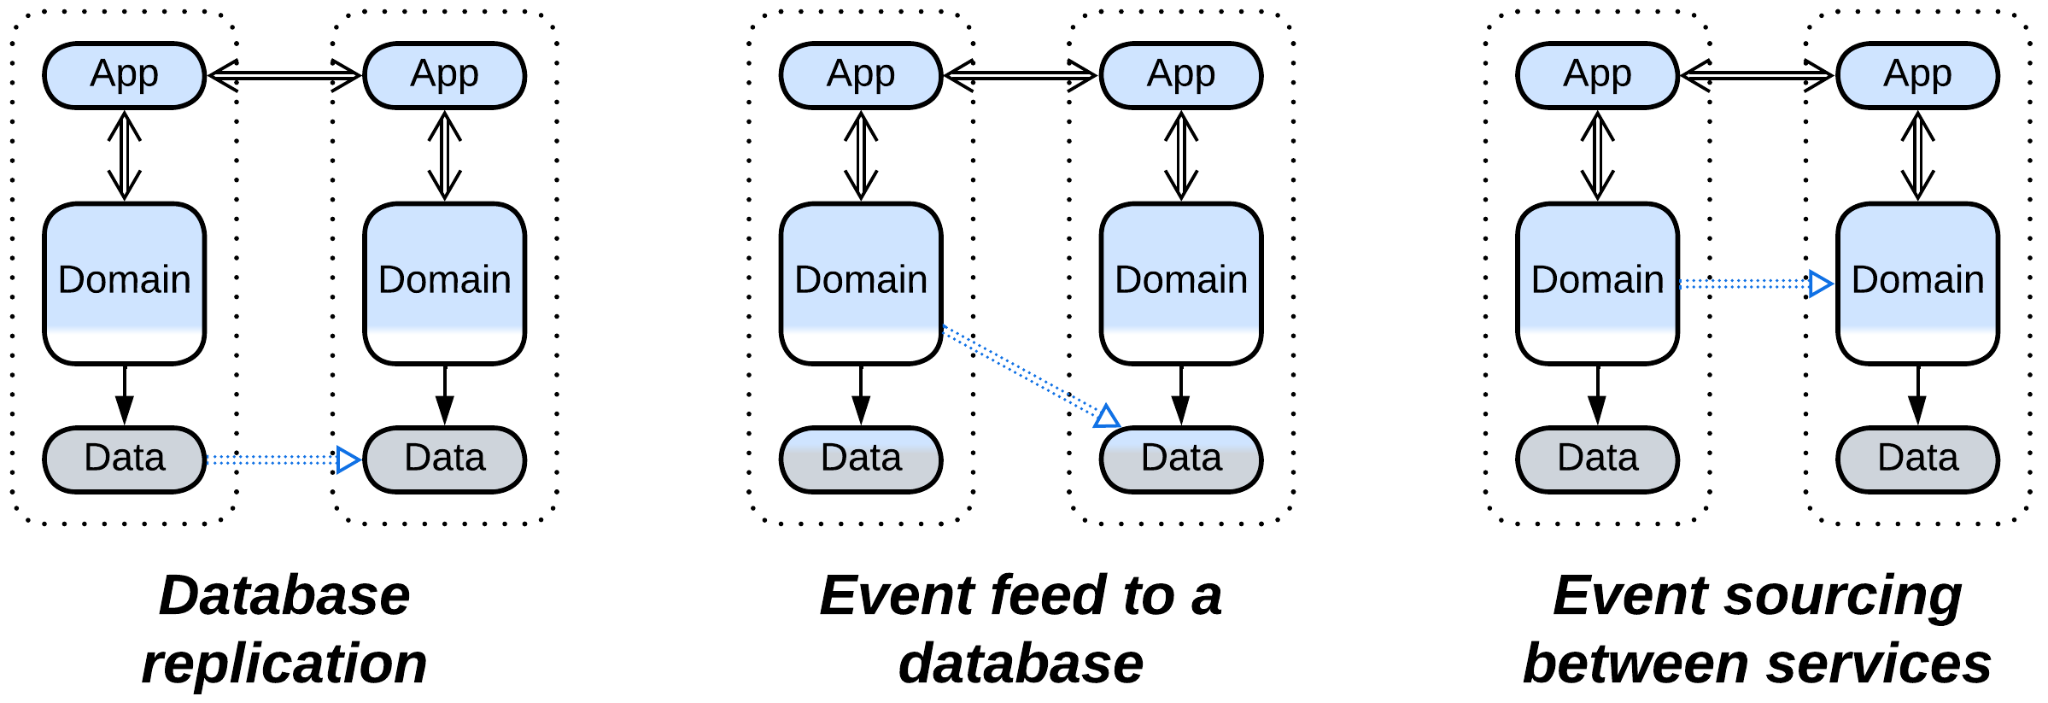 App
App
Domain
Domain
Data
Data
Database
replication
App
App
Domain
Domain
Data
Data
Event feed to a
database
App
App
Domain
Domain
Data
Data
Event sourcing
between services